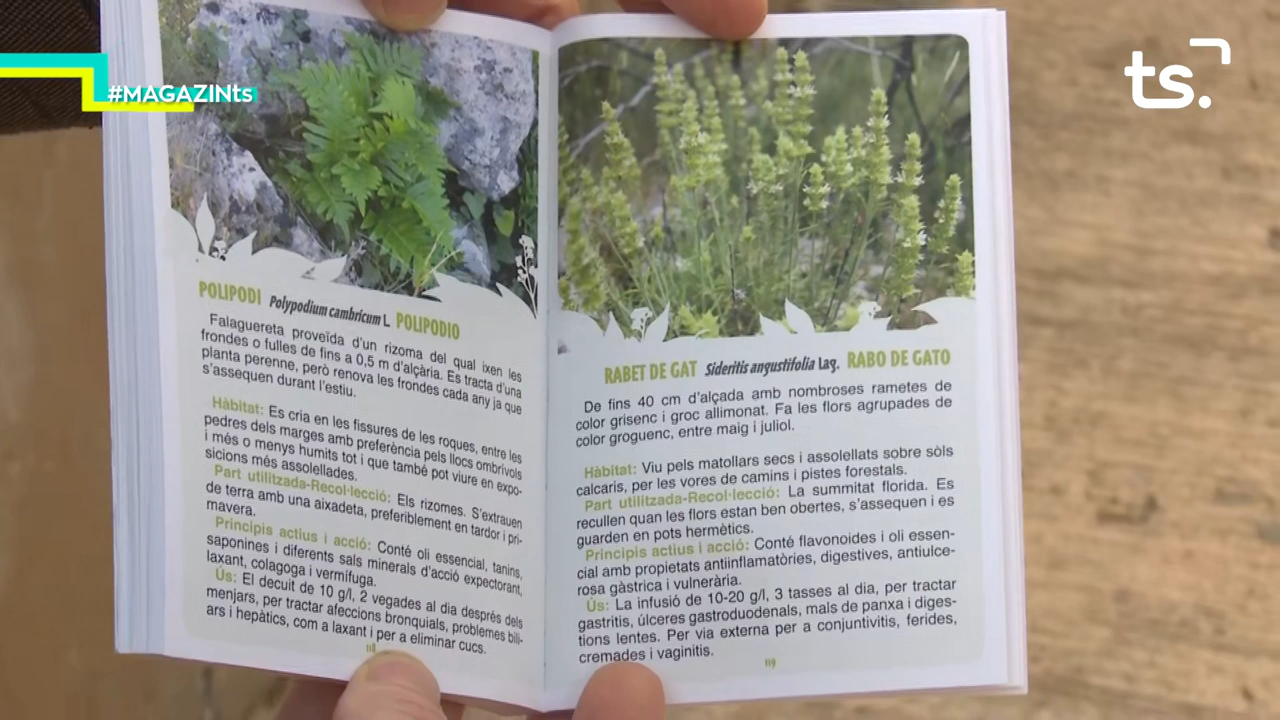 #MAGAZINts
ts.
POLIPODI Polypodium cambricum L. POLIPODIO
Falaguereta proveïda d'un rizoma del qual ixen les
frondes o fulles de fins a 0,5 m d'alçària. Es tracta d'una
planta perenne, però renova les frondes cada any ja que
s'assequen durant l'estiu.
Hàbitat: Es cria en les fissures de les roques, entre les
pedres dels marges amb preferència pels llocs ombrívols
i més o menys humits tot i que també pot viure en expo-
sicions més assolellades.
Part utilitzada-Recol·lecció: Els rizomes. S'extrauen
de terra amb una aixadeta, preferiblement en tardor i pri-
mavera.
Principis actius i acció: Conté oli essencial, tanins,
saponines i diferents sals minerals d'acció expectorant,
laxant, colagoga i vermífuga.
Ús: El decuit de 10 g/l, 2 vegades al dia després dels
menjars, per tractar afeccions bronquials, problemes bili-
ars i hepàtics, com a laxant i per a eliminar cucs.
118
RABET DE GAT Sideritis angustifolia Lag. RABO DE GATO
De fins 40 cm d'alçada amb nombroses rametes de
color grisenc i groc allimonat. Fa les flors agrupades de
color groguenc, entre maig i juliol.
Hàbitat: Viu pels matollars secs i assolellats sobre sòls
calcaris, per les vores de camins i pistes forestals.
Part utilitzada-Recol·lecció: La summitat florida. Es
recullen quan les flors estan ben obertes, s'assequen i es
guarden en pots hermètics.
Principis actius i acció: Conté flavonoides i oli essen-
cial amb propietats antiinflamatòries, digestives, antiulce-
rosa gàstrica i vulnerària.
Ús: La infusió de 10-20 g/l, 3 tasses al dia, per tractar
gastritis, úlceres gastroduodenals, mals de panxa i diges-
tions lentes. Per via externa per a conjuntivitis, ferides,
cremades i vaginitis.
119